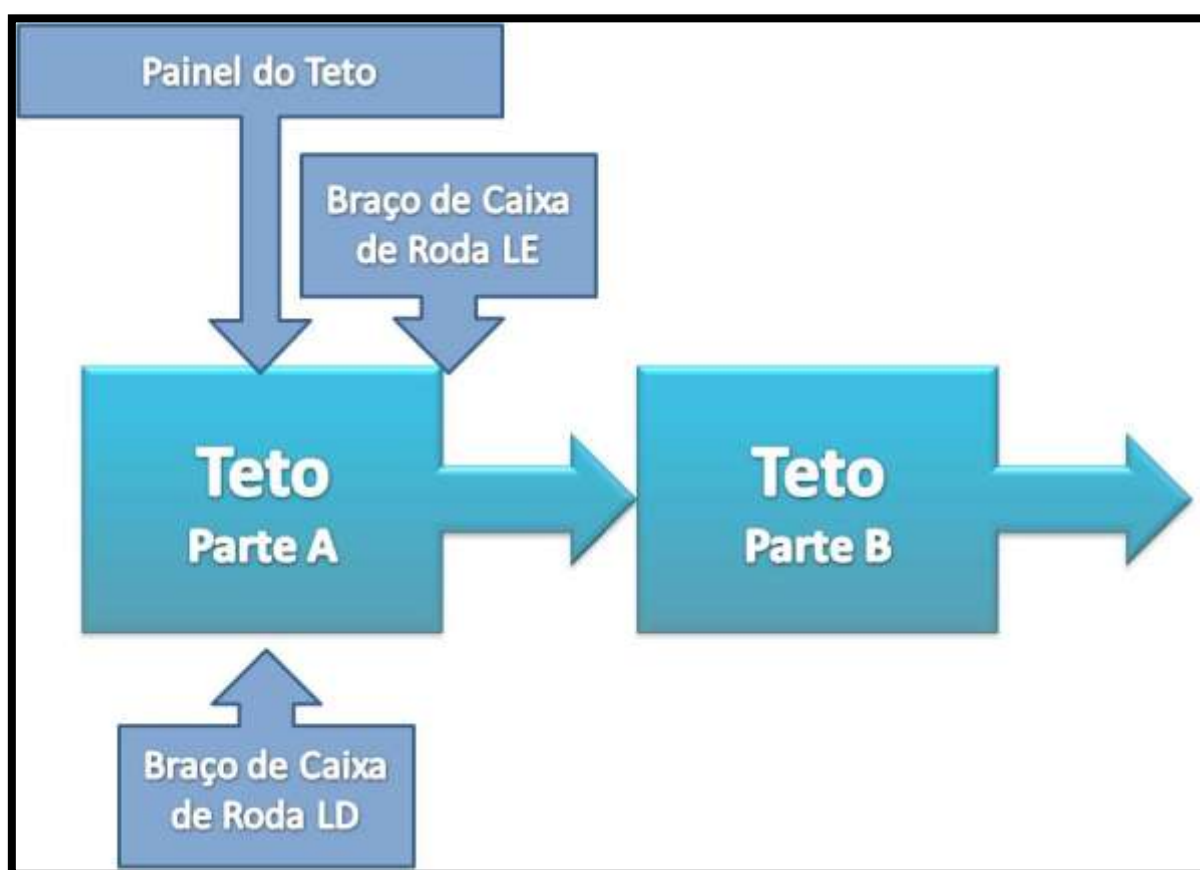 Painel do Teto
Braço de Caixa
de Roda LE
Teto
Parte A
Teto
Parte B
Braço de Caixa
de Roda LD